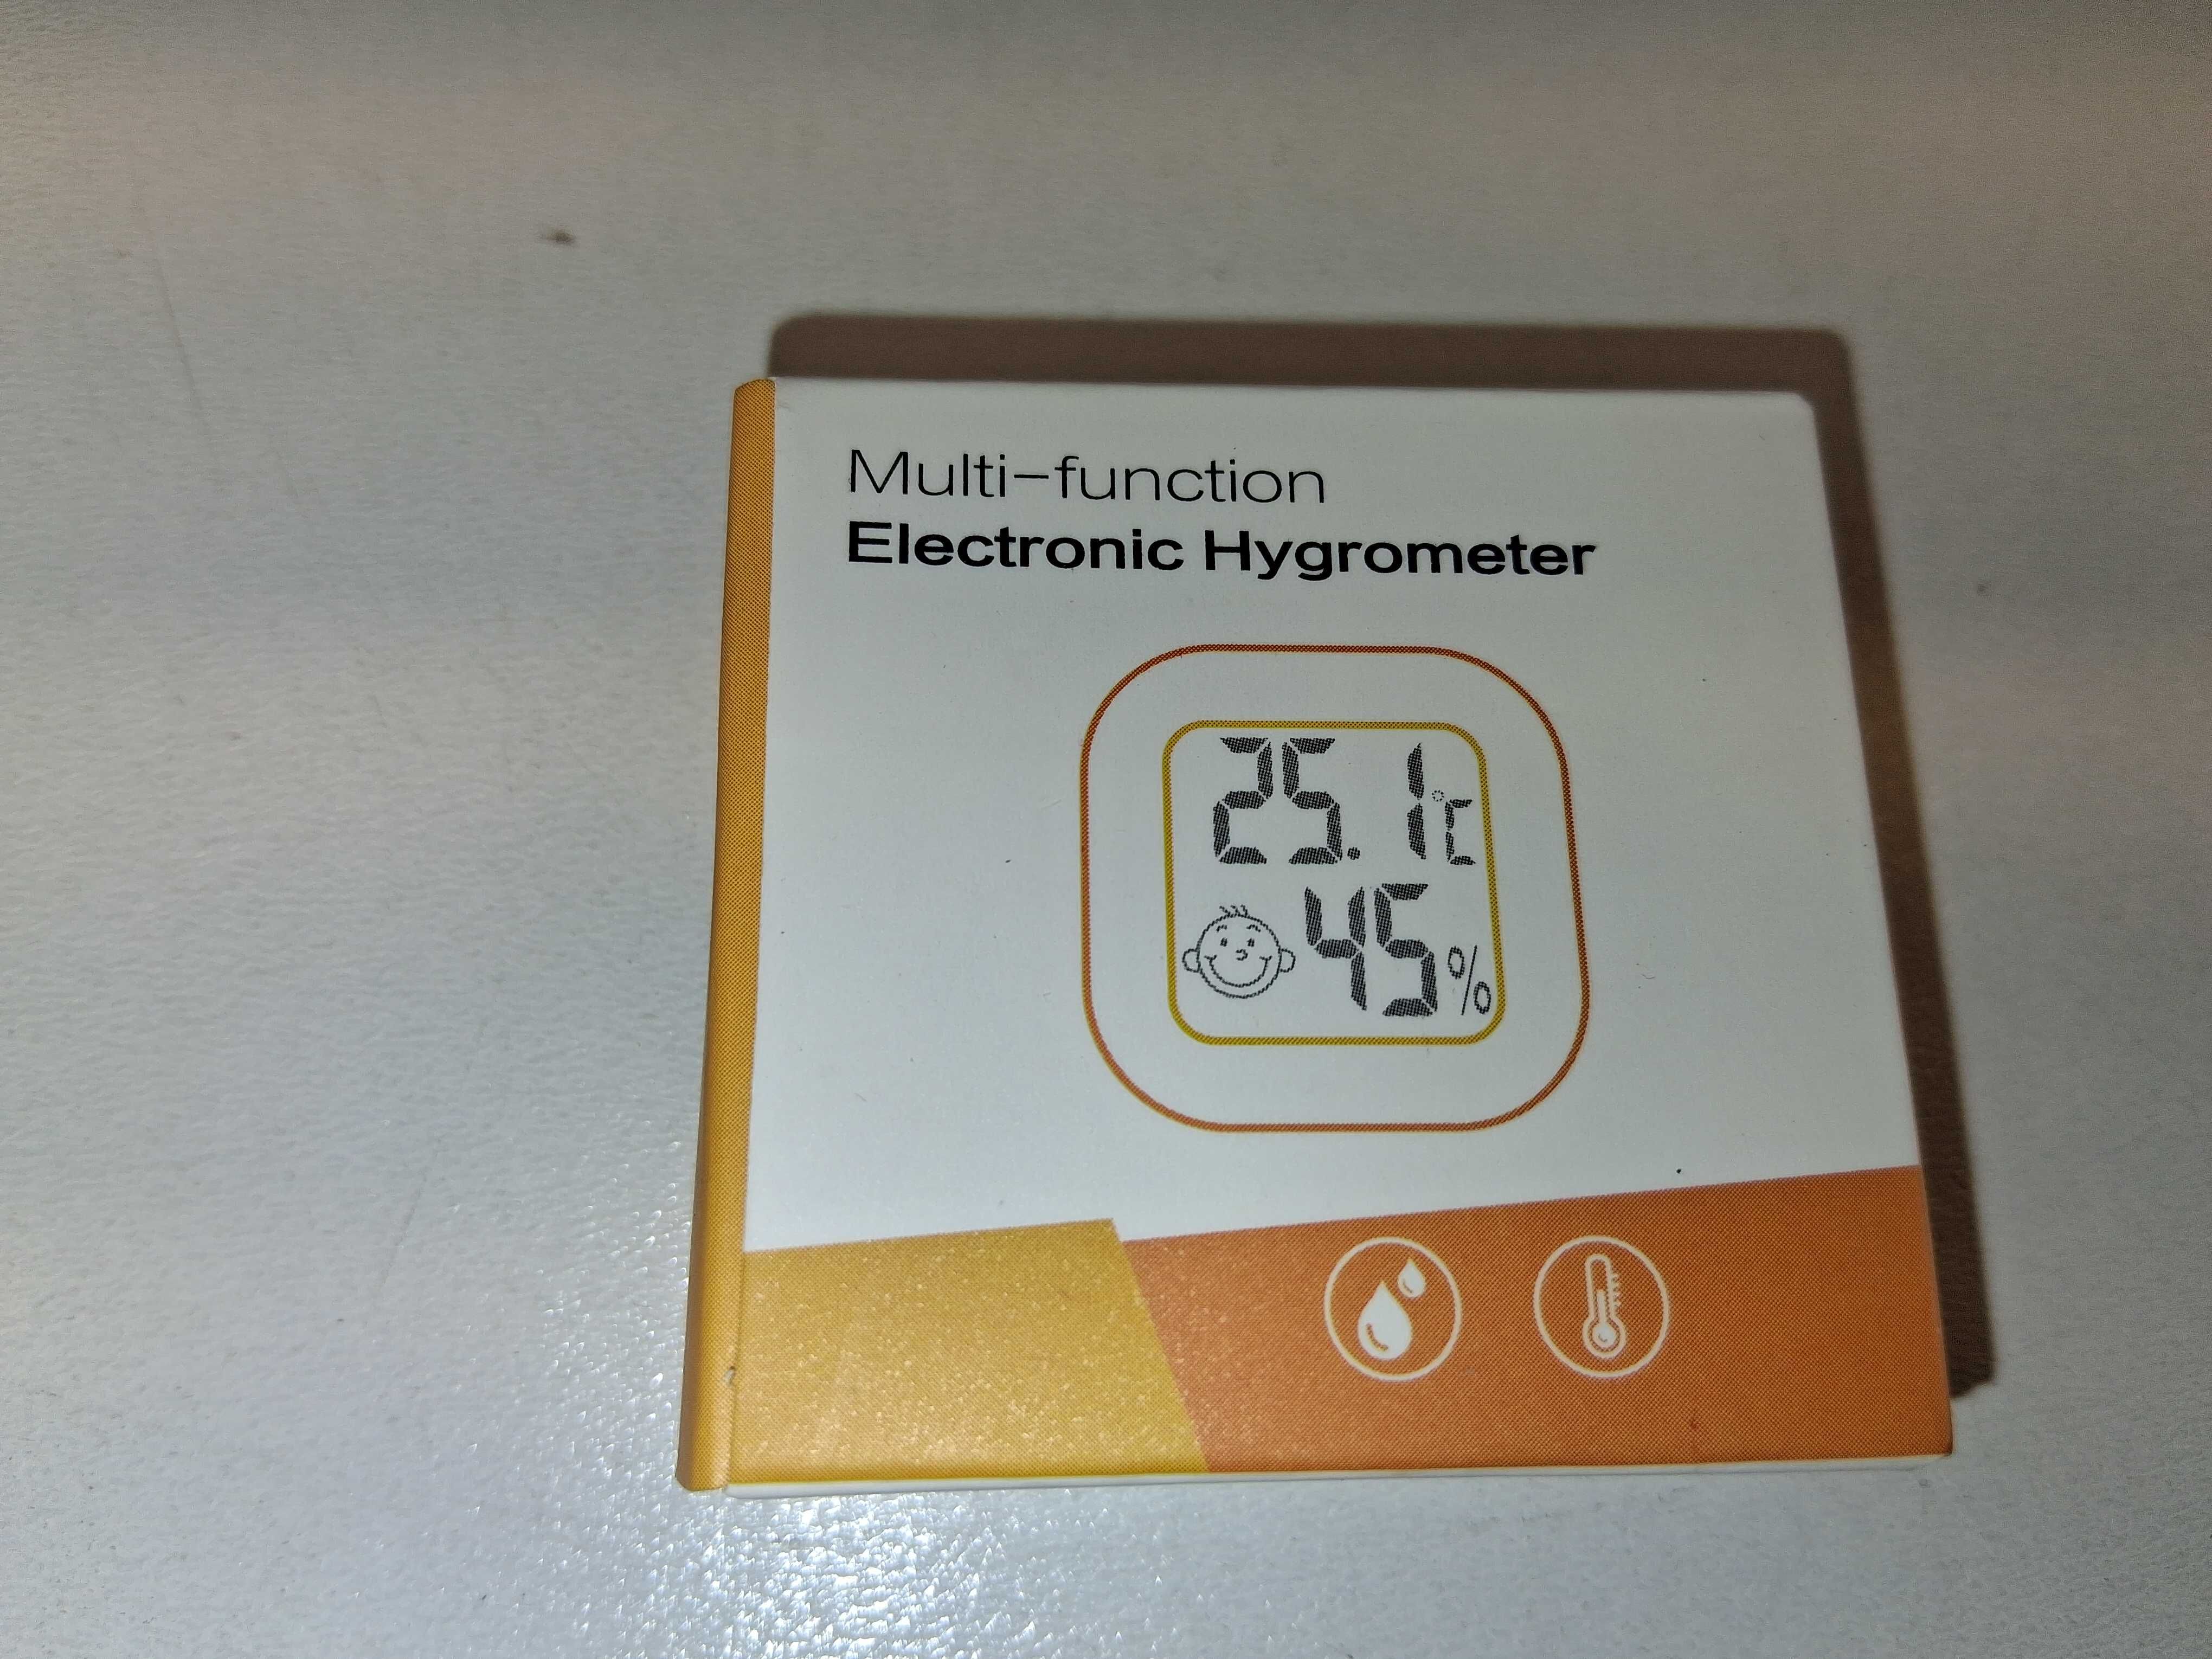 Multi-function
Electronic Hygrometer
25.1°C
45%